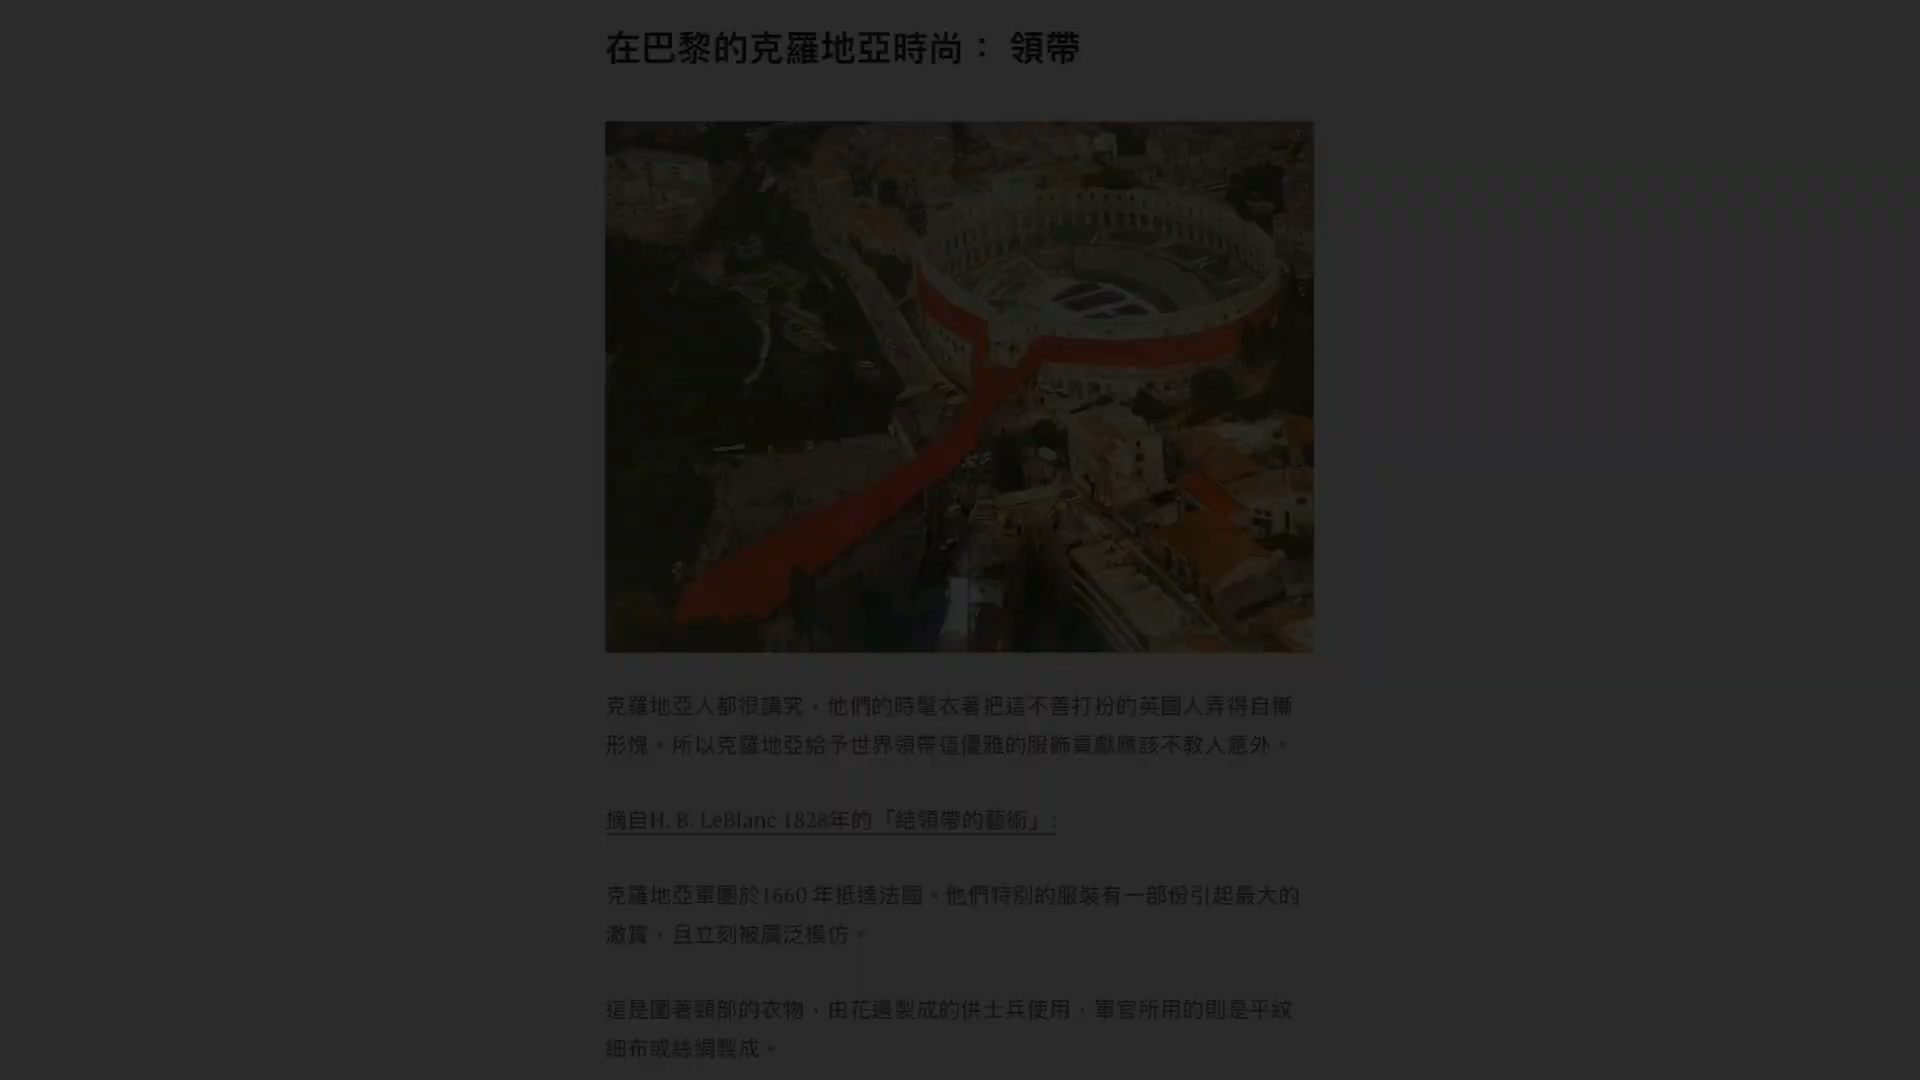 在巴黎的克羅地亞時尚： 領帶
克羅地亞人都很講究，他們的時髦衣著把這不善打扮的英國人弄得自慚
形愧。所以克羅地亞給予世界領帶這優雅的服飾貢獻應該不教人意外。
摘自H. B. LeBlanc 1828年的「結領帶的藝術」:
克羅地亞軍團於1660 年抵達法國。他們特別的服裝有一部份引起最大的
激賞，且立刻被廣泛模仿。
這是圍著頸部的衣物、由花邊製成的供士兵使用，軍官所用的則是平紋
細布或絲綢製成。